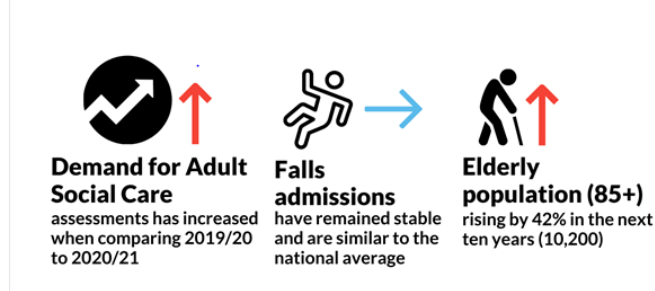 Demand for Adult
Social Care
assessments has increased
when comparing 2019/20
to 2020/21
Falls
admissions
have remained stable
and are similar to the
national average
Elderly
population (85+)
rising by 42% in the next
ten years (10,200)